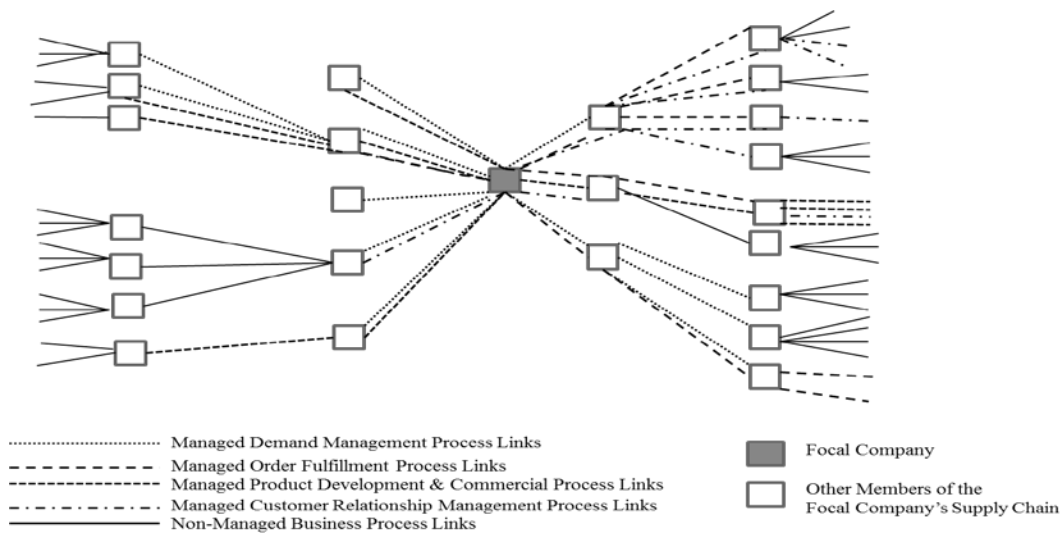 Managed Demand Management Process Links
Managed Order Fulfillment Process Links
Managed Product Development & Commercial Process Links
Managed Customer Relationship Management Process Links
Non-Managed Business Process Links
Focal Company
Other Members of the
Focal Company's Supply Chain